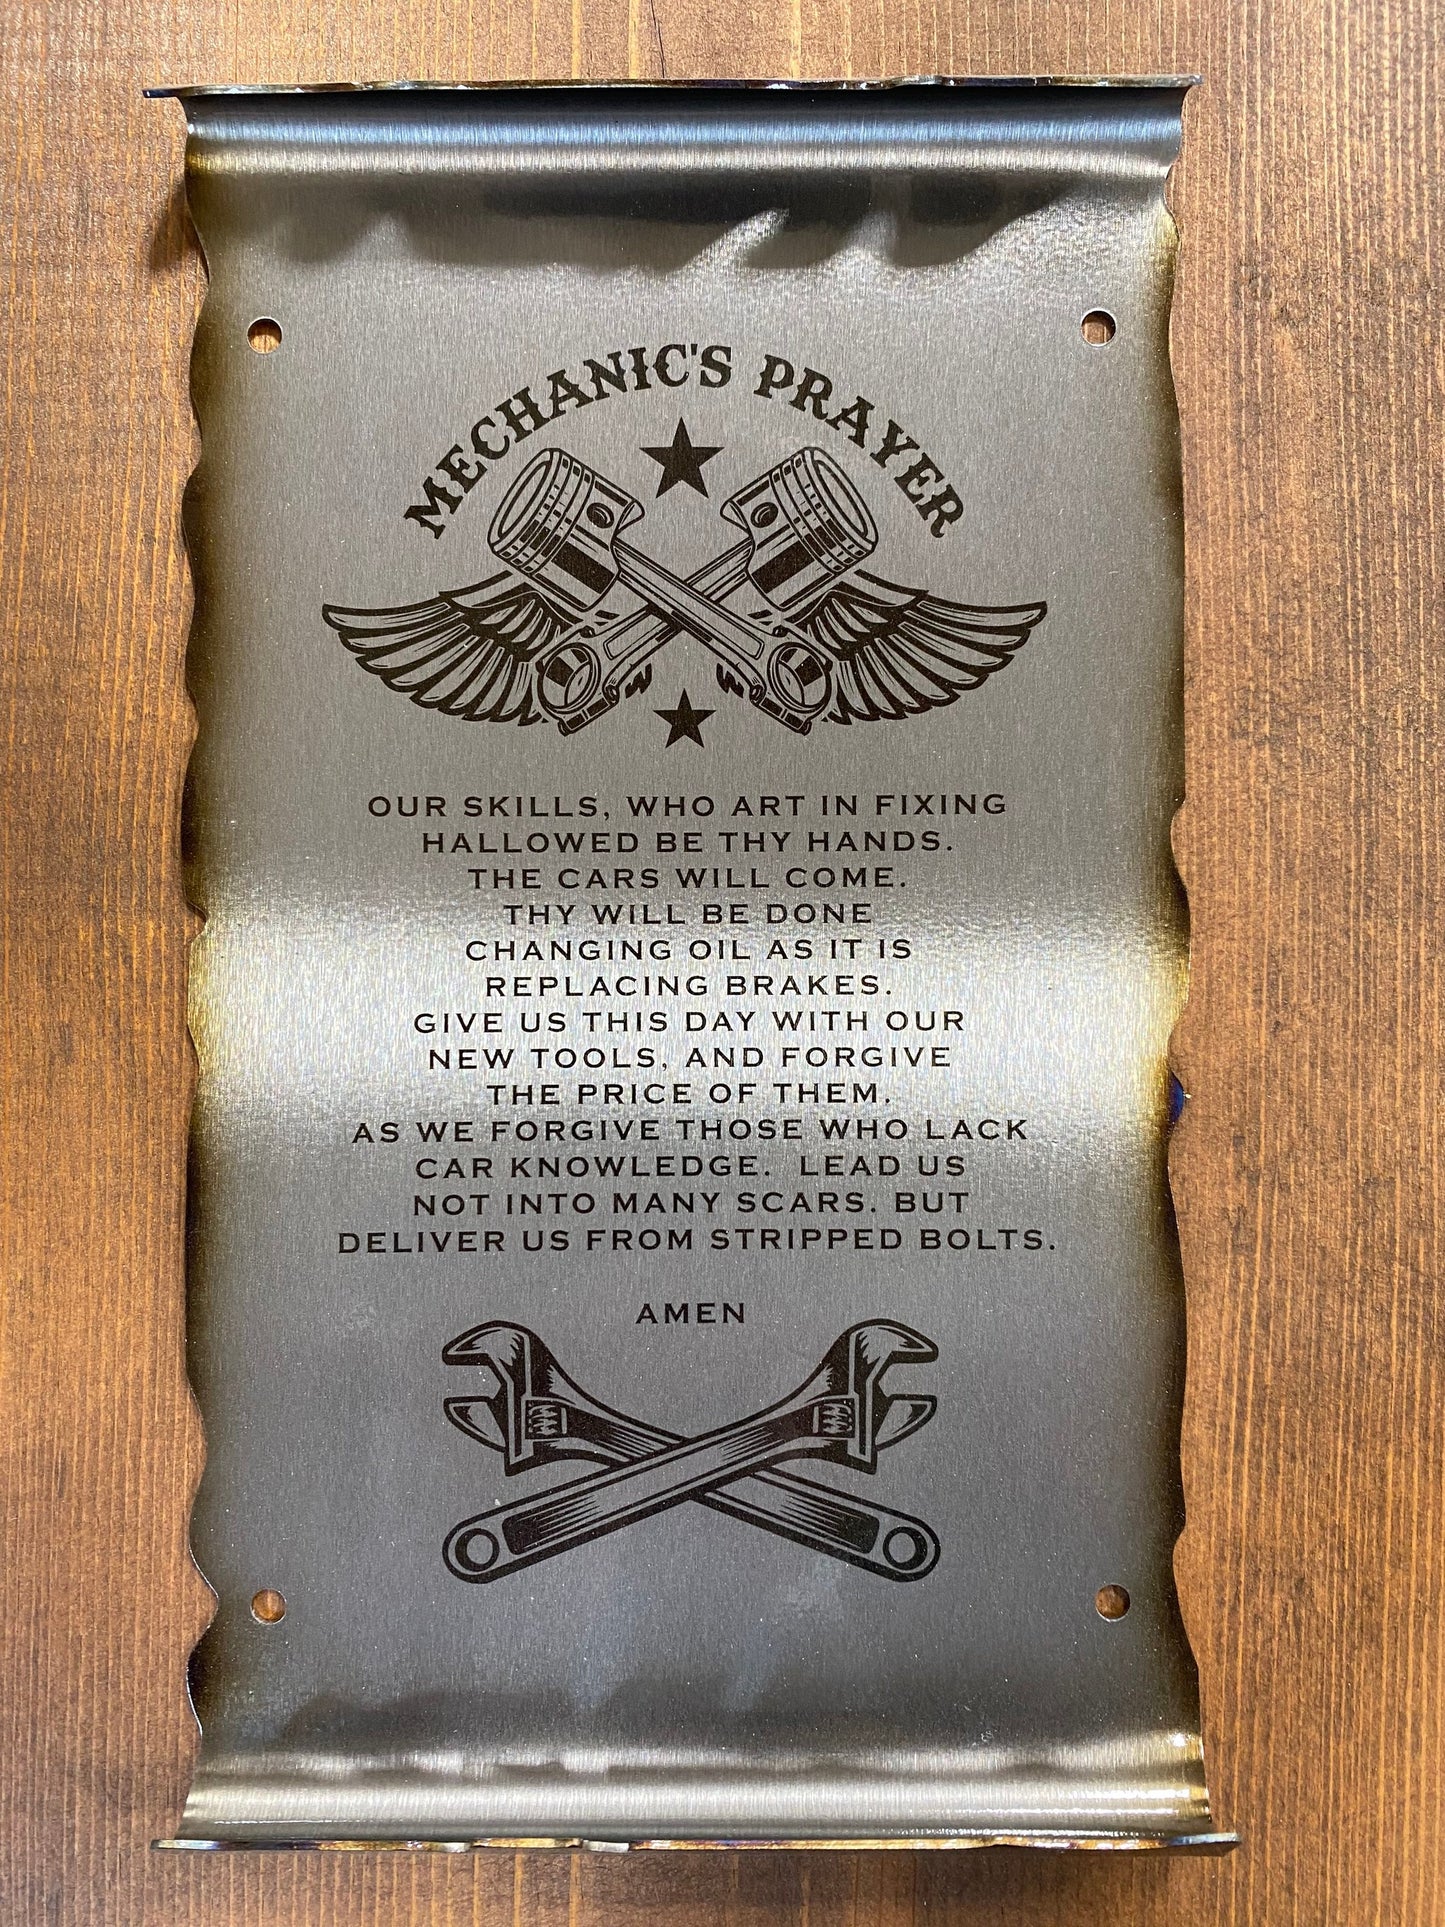 MECHANIC'S PRAYER
OUR SKILLS, WHO ART IN FIXING
HALLOWED BE THY HANDS.
THE CARS WILL COME.
THY WILL BE DONE
CHANGING OIL AS IT IS
REPLACING BRAKES.
GIVE US THIS DAY WITH OUR
NEW TOOLS, AND FORGIVE
THE PRICE OF THEM.
AS WE FORGIVE THOSE WHO LACK
CAR KNOWLEDGE. LEAD US
NOT INTO MANY SCARS. BUT
DELIVER US FROM STRIPPED BOLTS.
AMEN